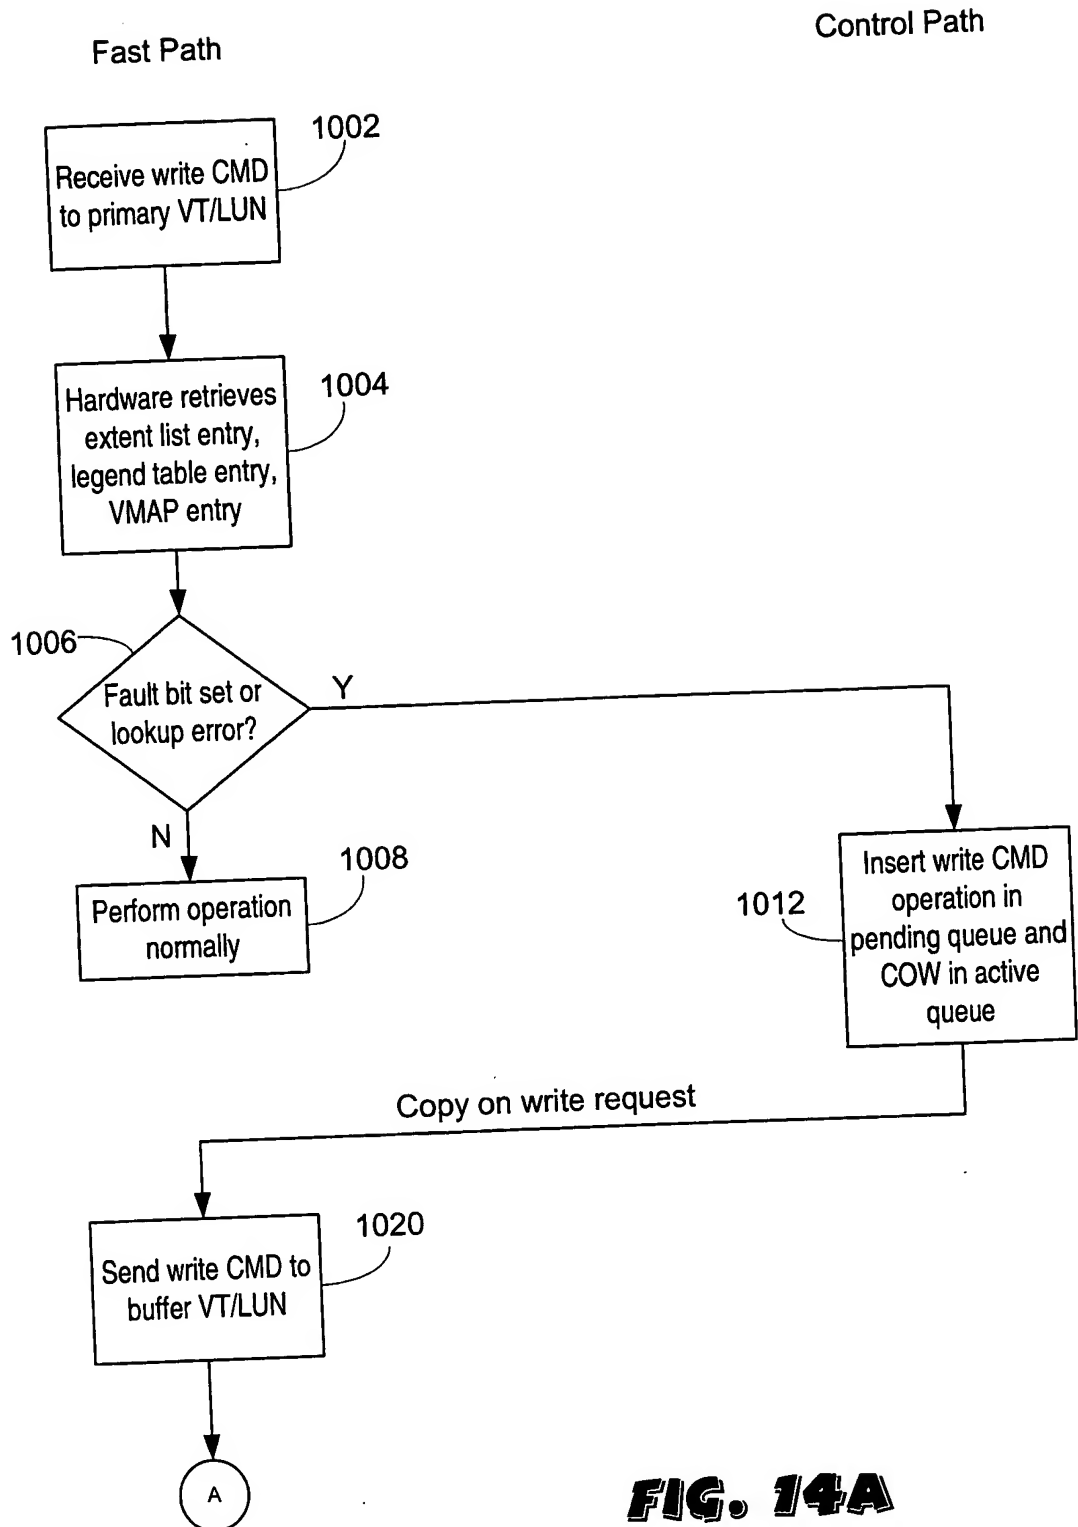 Fast Path
Control Path
1002
Receive write CMD
to primary VT/LUN
1004
Hardware retrieves
extent list entry,
legend table entry,
VMAP entry
1006
Fault bit set or
lookup error?
Y
N
1008
Perform operation
normally
1012
Insert write CMD
operation in
pending queue and
COW in active
queue
Copy on write request
1020
Send write CMD to
buffer VT/LUN
A
FIG. 14A